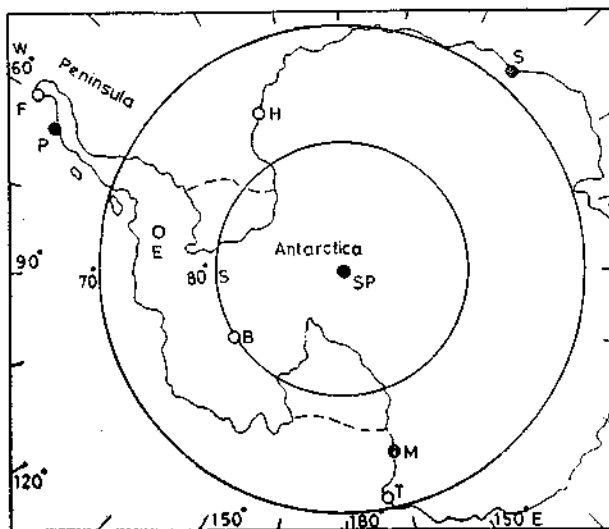 W
60°
Peninsula
F
P
S
H
E
Antarctica
90°
70°
80° S
SP
B
M
T
120°
150°
180
150° E